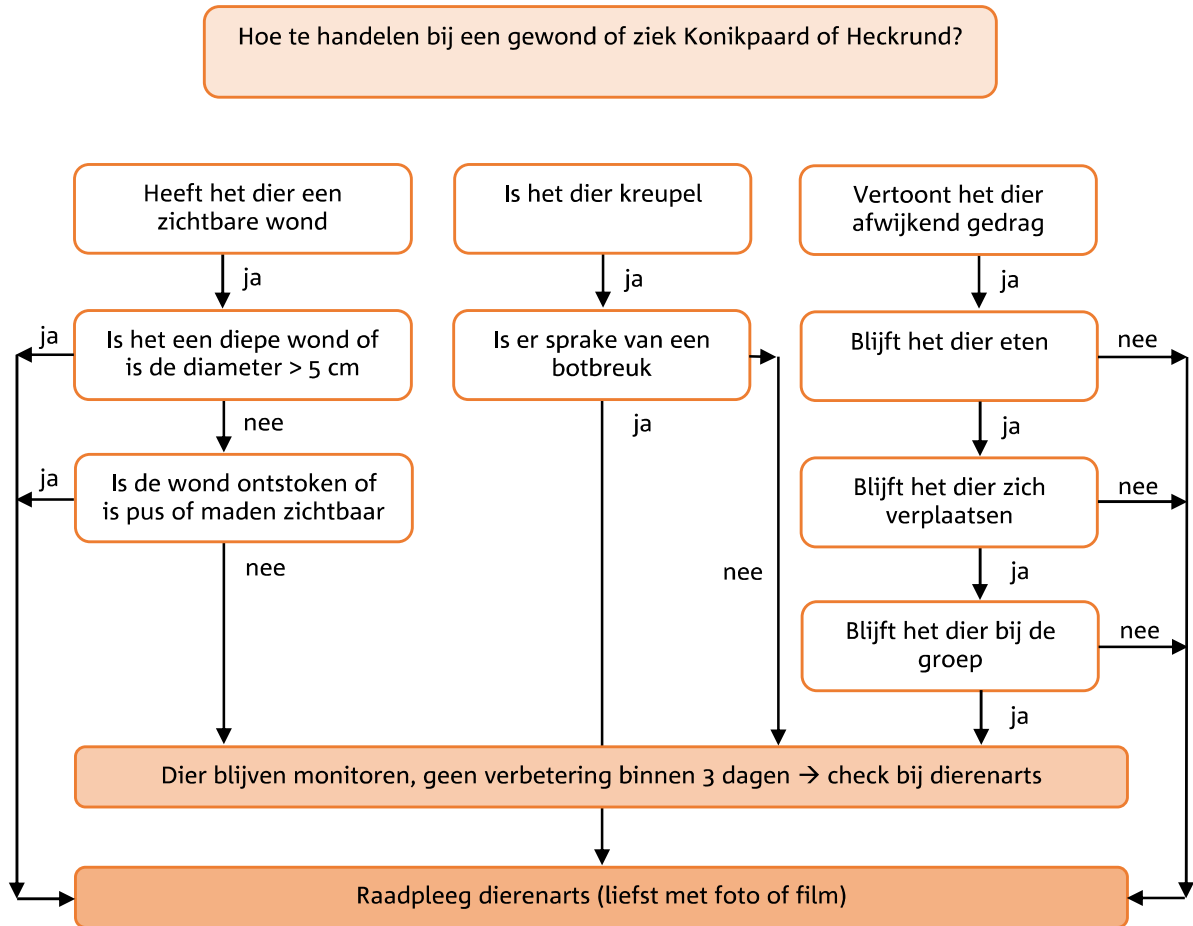 Hoe te handelen bij een gewond of ziek Konikpaard of Heckrund?
Heeft het dier een
zichtbare wond
Is het dier kreupel
Vertoont het dier
afwijkend gedrag
ja
ja
ja
ja
Is het een diepe wond of
is de diameter > 5 cm
Is er sprake van een
botbreuk
Blijft het dier eten
nee
nee
ja
ja
ja
Is de wond ontstoken of
is pus of maden zichtbaar
Blijft het dier zich
verplaatsen
nee
nee
nee
ja
Blijft het dier bij de
groep
nee
ja
Dier blijven monitoren, geen verbetering binnen 3 dagen → check bij dierenarts
Raadpleeg dierenarts (liefst met foto of film)